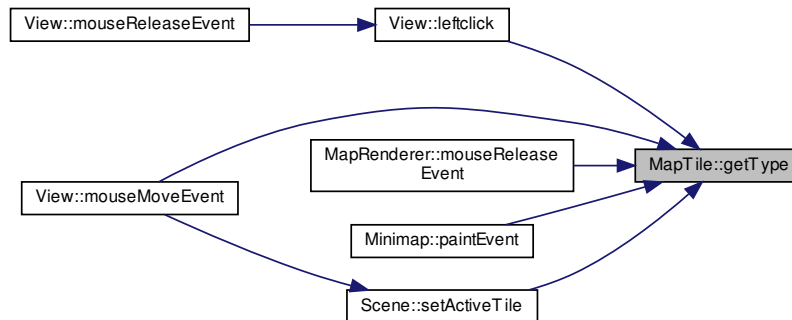 View::mouseReleaseEvent
View::leftclick
MapRenderer::mouseRelease
Event
MapTile::getType
View::mouseMoveEvent
Minimap::paintEvent
Scene::setActiveTile